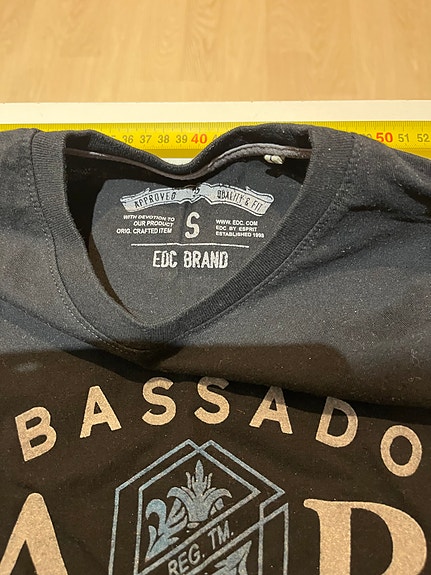 36 37 38 39 40 50 51 52
APPROVED QUALITY & FIT
WITH DEVOTION TO
OUR PRODUCT
ORIG. CRAFTED ITEM
S
WWW. EDC. COM
EDC BY ESPRIT
ESTABLISHED 1998
EDC BRAND
BASSADO
A
R
REG. TM.